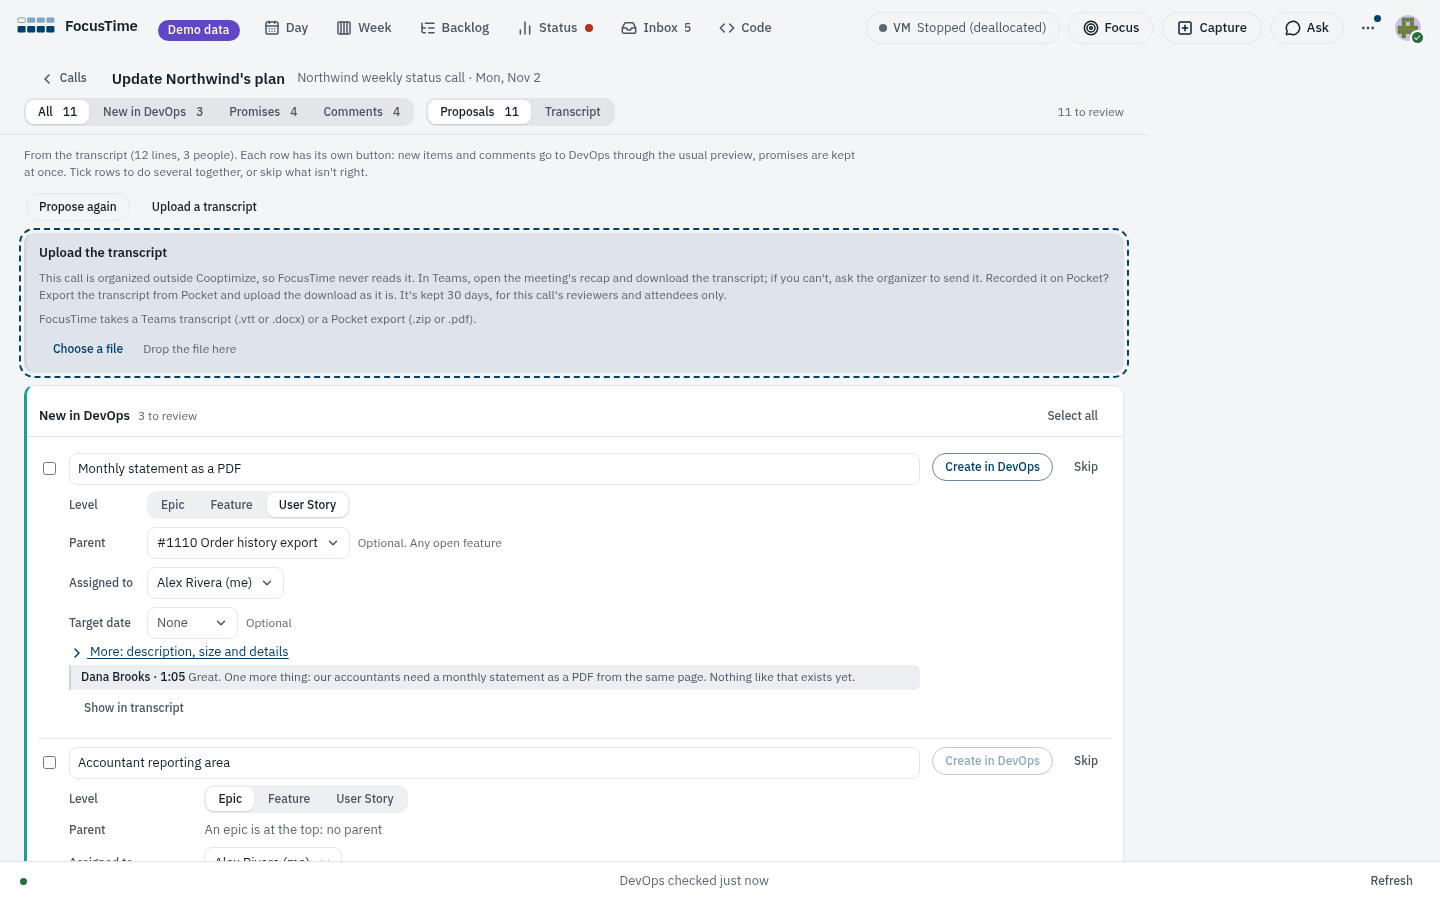 FocusTime
Demo data
Day
Week
Backlog
Status
Inbox 5
Code
VM Stopped (deallocated)
Focus
Capture
Ask
Calls
Update Northwind's plan
Northwind weekly status call · Mon, Nov 2
All 11
New in DevOps 3
Promises 4
Comments 4
Proposals 11
Transcript
11 to review
From the transcript (12 lines, 3 people). Each row has its own button: new items and comments go to DevOps through the usual preview, promises are kept
at once. Tick rows to do several together, or skip what isn't right.
Propose again
Upload a transcript
Upload the transcript
This call is organized outside Cooptimize, so FocusTime never reads it. In Teams, open the meeting's recap and download the transcript; if you can't, ask the organizer to send it. Recorded it on Pocket?
Export the transcript from Pocket and upload the download as it is. It's kept 30 days, for this call's reviewers and attendees only.
FocusTime takes a Teams transcript (.vtt or .docx) or a Pocket export (.zip or .pdf).
Choose a file
Drop the file here
New in DevOps 3 to review
Select all
Monthly statement as a PDF
Create in DevOps
Skip
Level
Epic
Feature
User Story
Parent
#1110 Order history export
Optional. Any open feature
Assigned to
Alex Rivera (me)
Target date
None
Optional
More: description, size and details
Dana Brooks · 1:05 Great. One more thing: our accountants need a monthly statement as a PDF from the same page. Nothing like that exists yet.
Show in transcript
Accountant reporting area
Create in DevOps
Skip
Level
Epic
Feature
User Story
Parent
An epic is at the top: no parent
Assigned to
Alex Rivera (me)
DevOps checked just now
Refresh